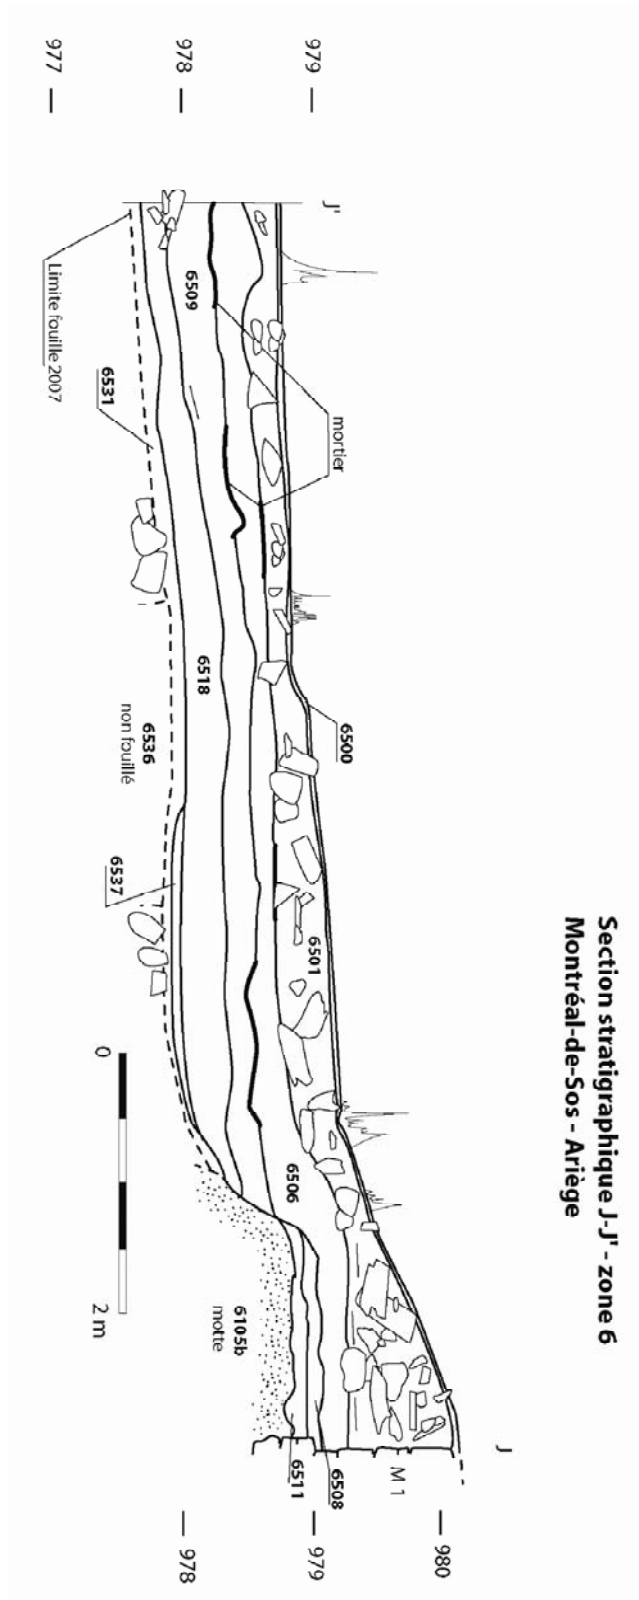 Section stratigraphique J-J' - zone 6
Montréal-de-Sos - Ariège
977
978
979
J'
6509
Limite fouille 2007
6531
mortier
6518
6500
6536
non fouillé
6537
6501
0
2 m
6506
6105b
motte
J
M 1
6508
6511
978
979
980